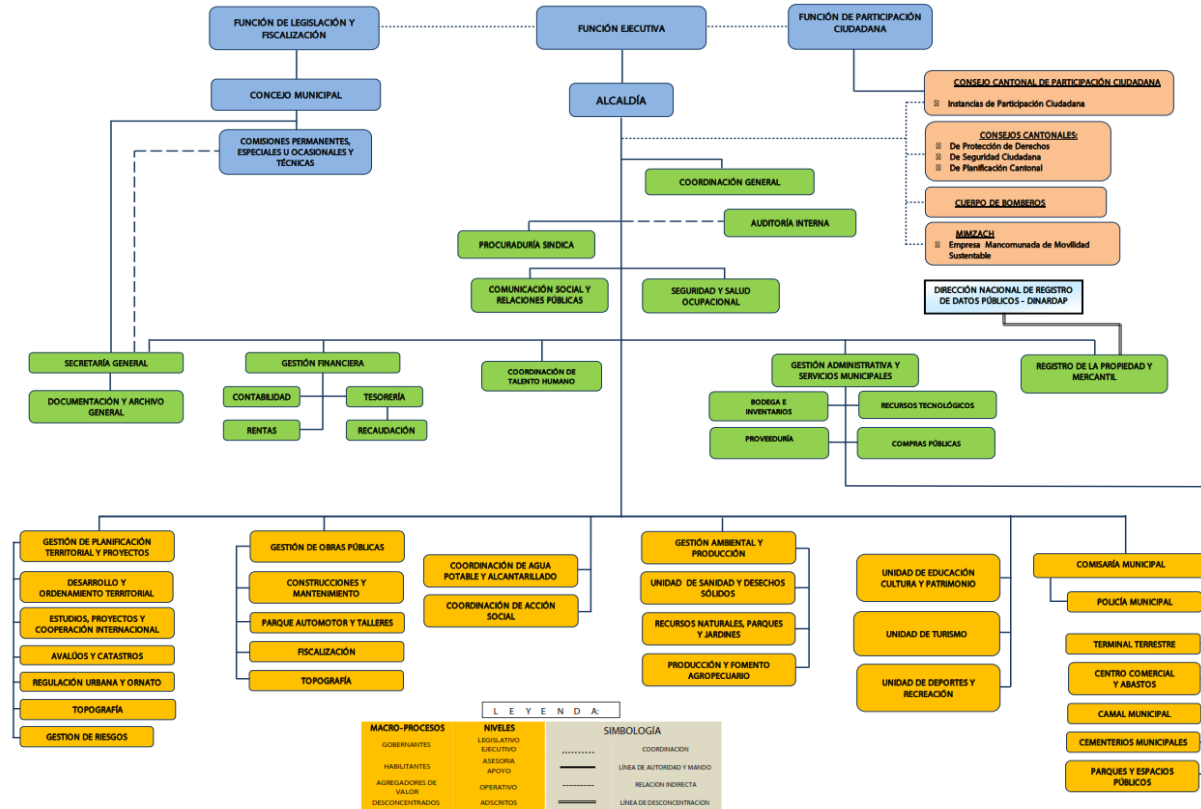 FUNCIÓN DE LEGISLACIÓN Y
FISCALIZACIÓN
FUNCIÓN EJECUTIVA
FUNCIÓN DE PARTICIPACIÓN
CIUDADANA
CONCEJO MUNICIPAL
ALCALDÍA
COMISIONES PERMANENTES,
ESPECIALES U OCASIONALES Y
TÉCNICAS
CONSEJO CANTONAL DE PARTICIPACIÓN CIUDADANA
Instancias de Participación Ciudadana
CONSEJOS CANTONALES:
De Protección de Derechos
De Seguridad Ciudadana
De Planificación Cantonal
CUERPO DE BOMBEROS
MIMZACH
Empresa Mancomunada de Movilidad
Sustentable
COORDINACIÓN GENERAL
AUDITORÍA INTERNA
PROCURADURÍA SINDICA
COMUNICACIÓN SOCIAL Y
RELACIONES PÚBLICAS
SEGURIDAD Y SALUD
OCUPACIONAL
DIRECCIÓN NACIONAL DE REGISTRO
DE DATOS PÚBLICOS - DINARDAP
SECRETARÍA GENERAL
DOCUMENTACIÓN Y ARCHIVO
GENERAL
GESTIÓN FINANCIERA
CONTABILIDAD
TESORERÍA
RENTAS
RECAUDACIÓN
COORDINACIÓN DE
TALENTO HUMANO
GESTIÓN ADMINISTRATIVA Y
SERVICIOS MUNICIPALES
BODEGA E
INVENTARIOS
RECURSOS TECNOLÓGICOS
PROVEEDURÍA
COMPRAS PÚBLICAS
REGISTRO DE LA PROPIEDAD Y
MERCANTIL
GESTIÓN DE PLANIFICACIÓN
TERRITORIAL Y PROYECTOS
DESARROLLO Y
ORDENAMIENTO TERRITORIAL
ESTUDIOS, PROYECTOS Y
COOPERACIÓN INTERNACIONAL
AVALÚOS Y CATASTROS
REGULACIÓN URBANA Y ORNATO
TOPOGRAFÍA
GESTION DE RIESGOS
GESTIÓN DE OBRAS PÚBLICAS
CONSTRUCCIONES Y
MANTENIMIENTO
PARQUE AUTOMOTOR Y TALLERES
FISCALIZACIÓN
TOPOGRAFÍA
COORDINACIÓN DE AGUA
POTABLE Y ALCANTARILLADO
COORDINACIÓN DE ACCIÓN
SOCIAL
GESTIÓN AMBIENTAL Y
PRODUCCIÓN
UNIDAD DE SANIDAD Y DESECHOS
SÓLIDOS
RECURSOS NATURALES, PARQUES
Y JARDINES
PRODUCCIÓN Y FOMENTO
AGROPECUARIO
UNIDAD DE EDUCACIÓN
CULTURA Y PATRIMONIO
UNIDAD DE TURISMO
UNIDAD DE DEPORTES Y
RECREACIÓN
COMISARÍA MUNICIPAL
POLICÍA MUNICIPAL
TERMINAL TERRESTRE
CENTRO COMERCIAL
Y ABASTOS
CAMAL MUNICIPAL
CEMENTERIOS MUNICIPALES
PARQUES Y ESPACIOS
PÚBLICOS
L E Y E N D A:
MACRO-PROCESOS
NIVELES
SIMBOLOGÍA
GOBERNANTES
LEGISLATIVO
EJECUTIVO
COORDINACION
HABILITANTES
ASESORIA
APOYO
LÍNEA DE AUTORIDAD Y MANDO
AGREGADORES DE
VALOR
OPERATIVO
RELACION INDIRECTA
DESCONCENTRADOS
ADSCRITOS
LÍNEA DE DESCONCENTRACION